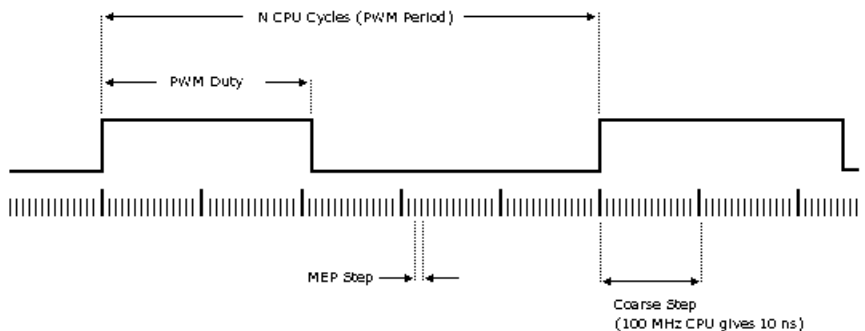 N CPU Cycles (PWM Period)
PWM Duty
MEP Step
Coarse Step
(100 MHz CPU gives 10 ns)